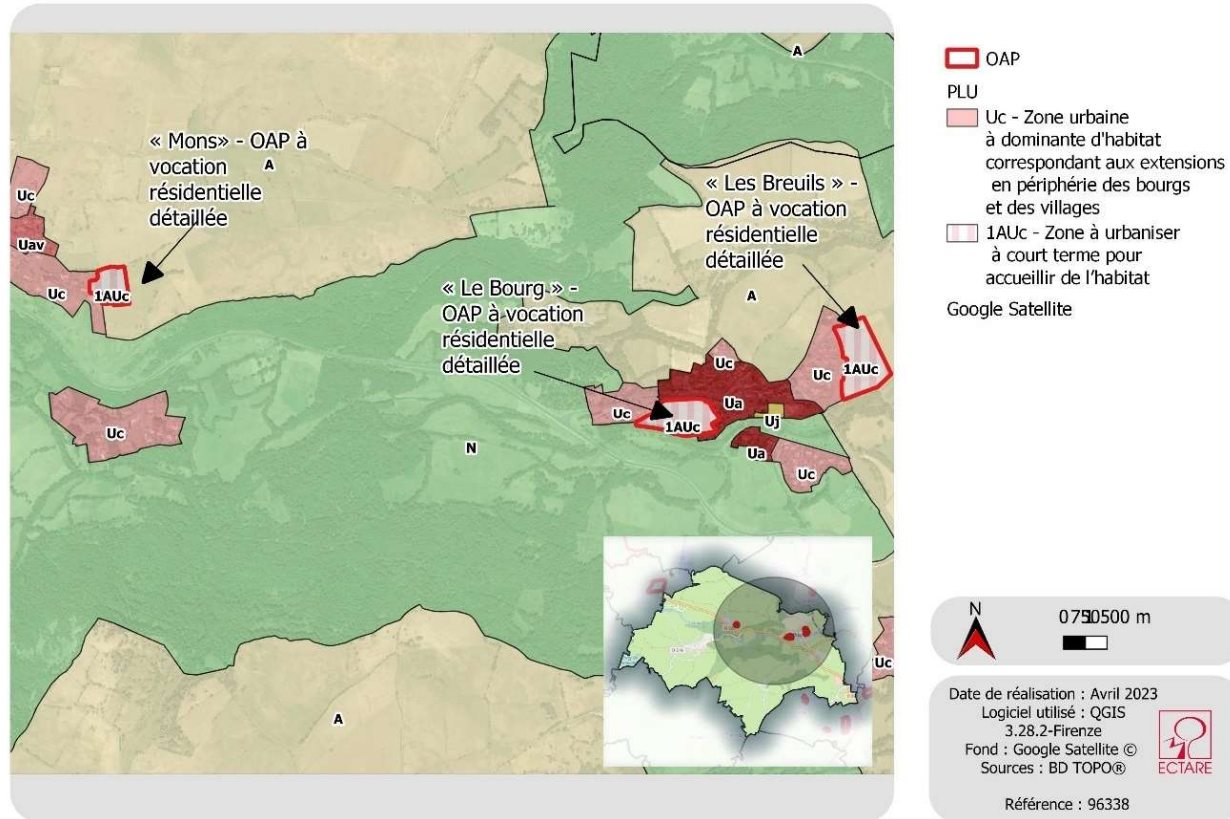 « Mons» - OAP à
vocation
résidentielle
détaillée
A
A
« Les Breuils » -
OAP à vocation
résidentielle
détaillée
« Le Bourg » -
OAP à vocation
résidentielle
détaillée
A
Uc
Uav
Uc
1AUc
Uc
N
Uc
1AUc
Uc
Ua
Uc
1AUc
Uj
Ua
Uc
Uc
A
OAP
PLU
Uc - Zone urbaine
à dominante d'habitat
correspondant aux extensions
en périphérie des bourgs
et des villages
1AUc - Zone à urbaniser
à court terme pour
accueillir de l'habitat
Google Satellite
N
500 m
Date de réalisation : Avril 2023
Logiciel utilisé : QGIS
3.28.2-Firenze
Fond : Google Satellite ©
Sources : BD TOPO®
ECTARE
Référence : 96338